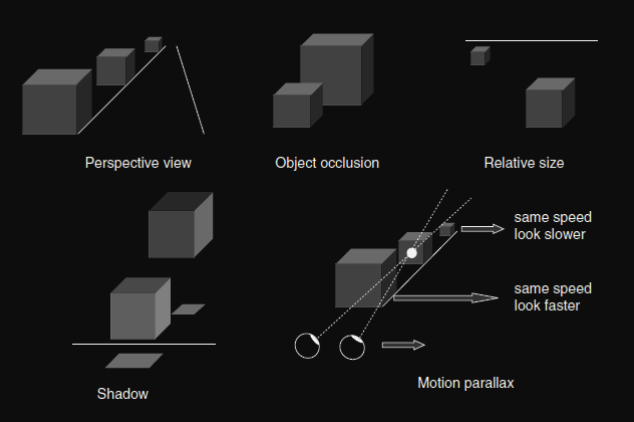 Perspective view
Object occlusion
Relative size
same speed
look slower
same speed
look faster
Shadow
Motion parallax